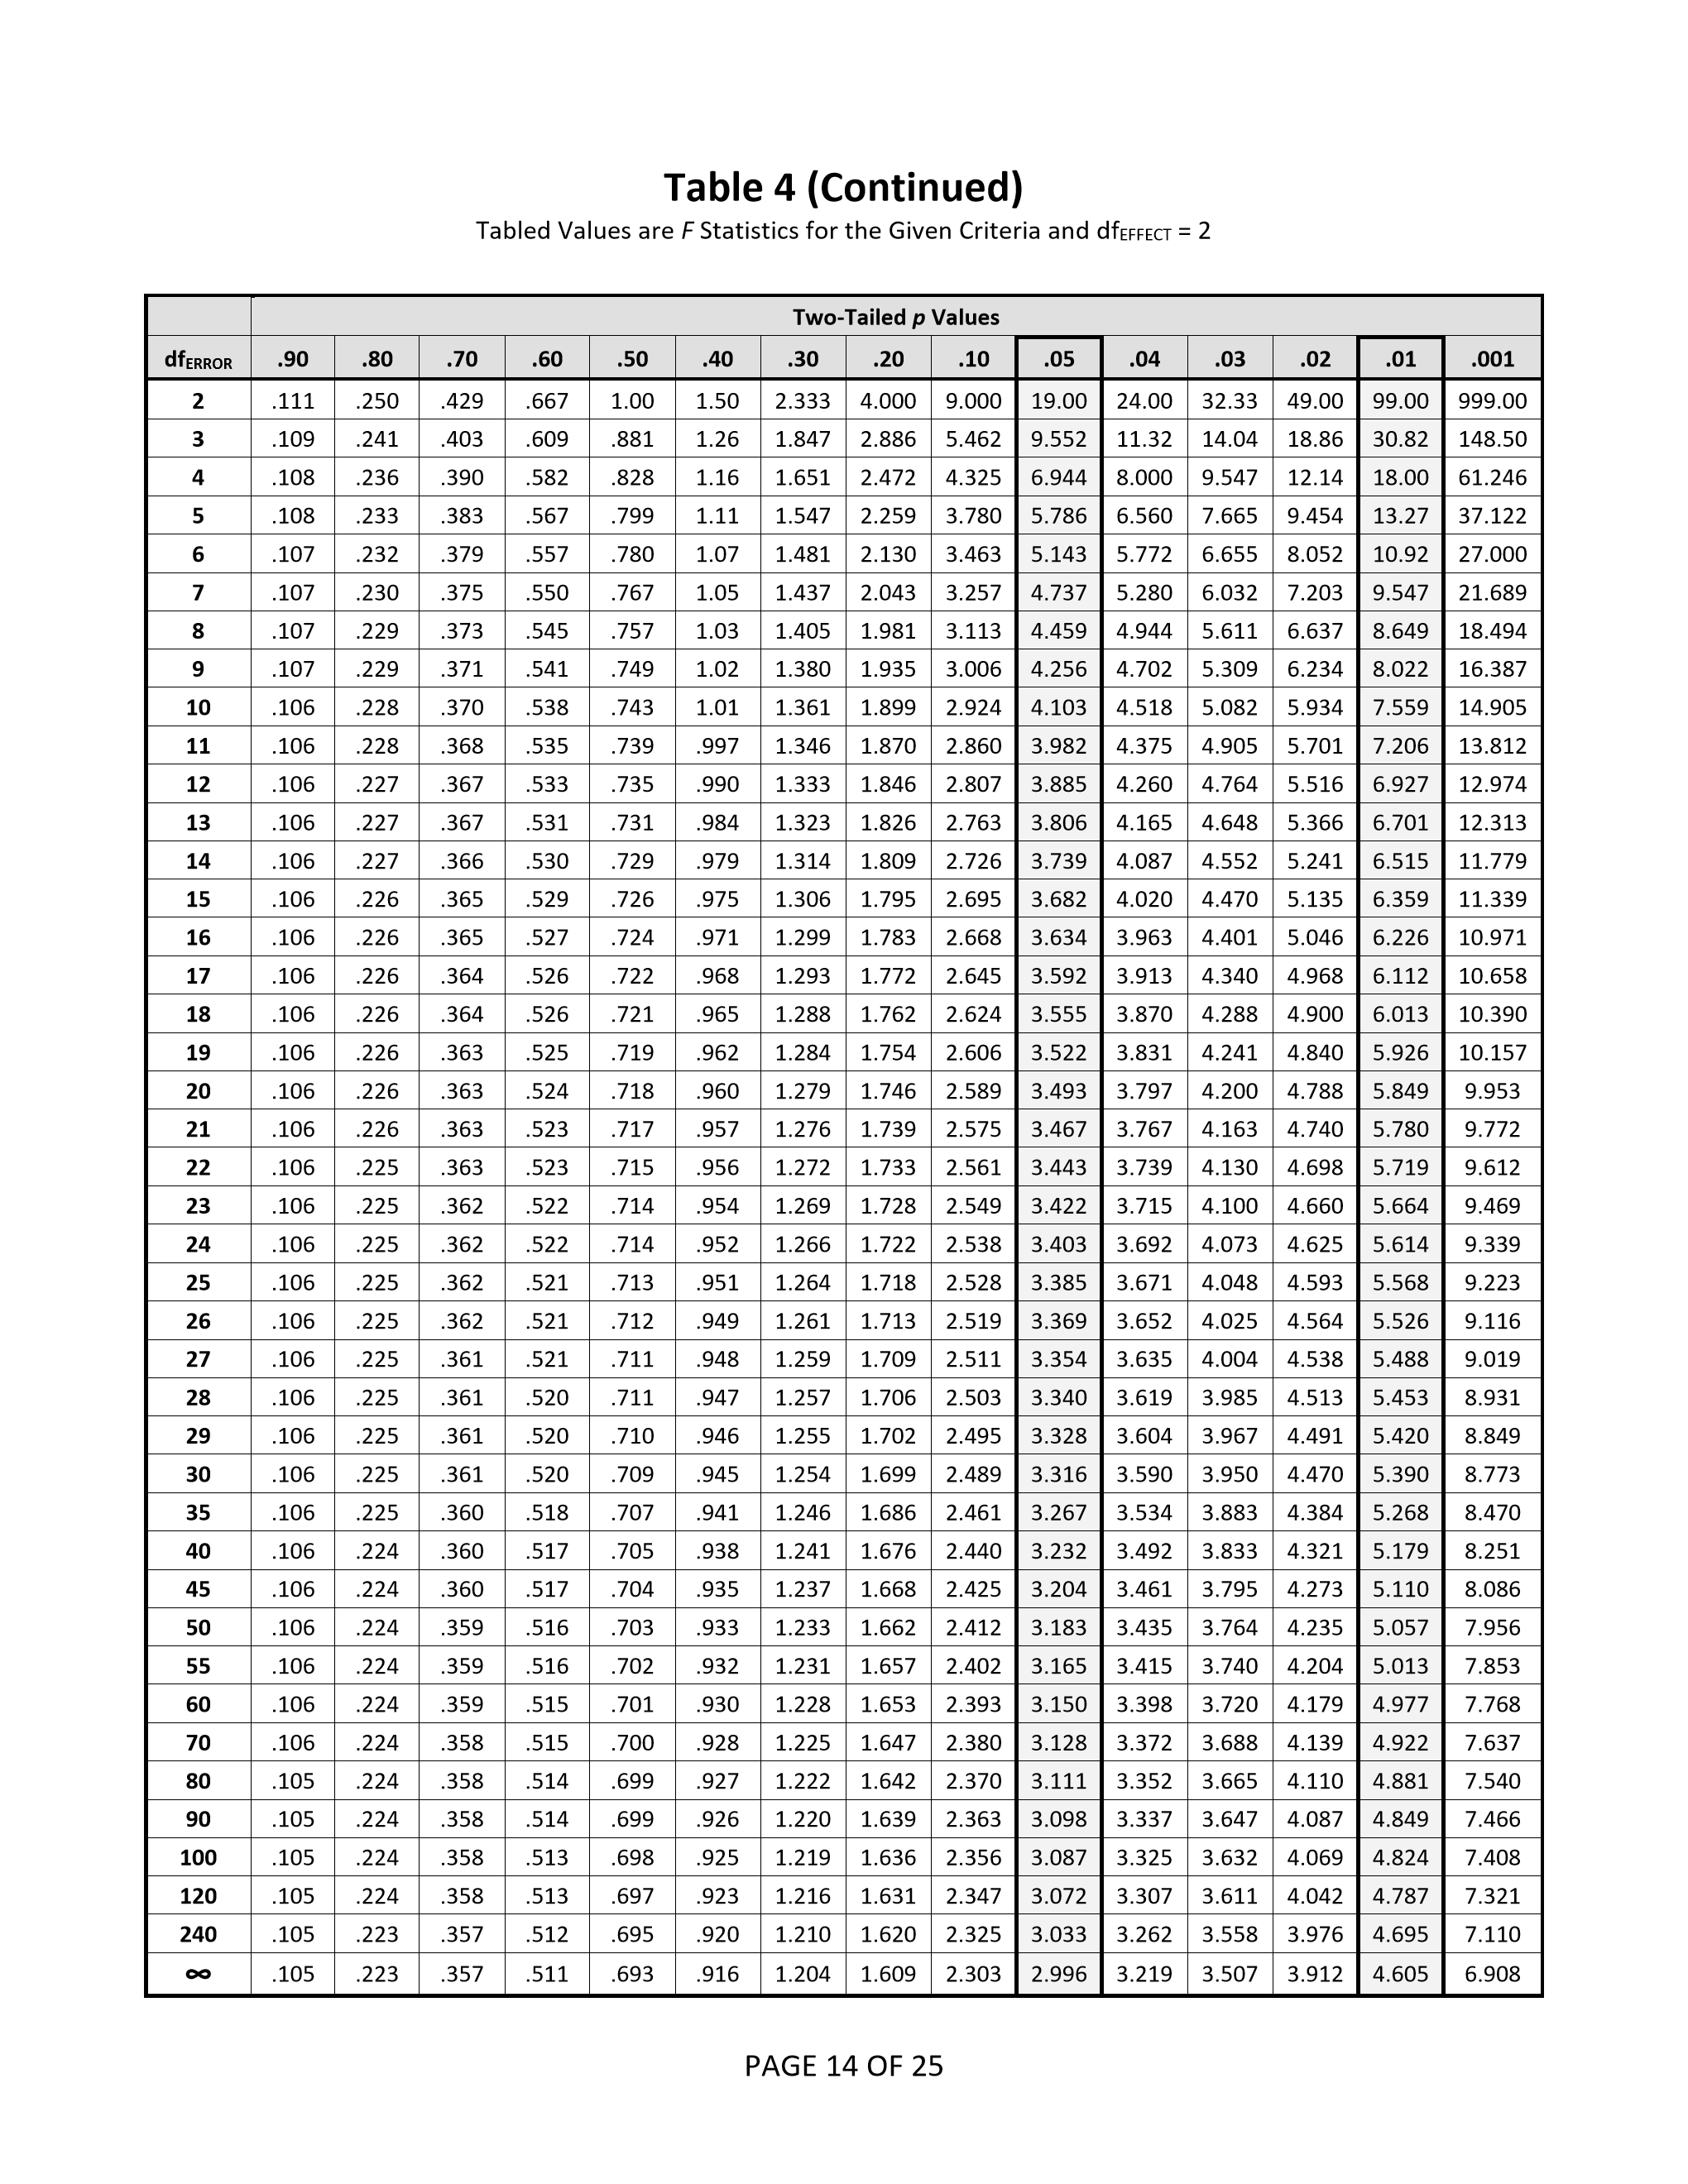 Table 4 (Continued)
Tabled Values are F Statistics for the Given Criteria and dfEFFECT = 2
Two-Tailed p Values
dfERROR .90 .80 .70 .60 .50 .40 .30 .20 .10 .05 .04 .03 .02 .01 .001
2 .111 .250 .429 .667 1.00 1.50 2.333 4.000 9.000 19.00 24.00 32.33 49.00 99.00 999.00
3 .109 .241 .403 .609 .881 1.26 1.847 2.886 5.462 9.552 11.32 14.04 18.86 30.82 148.50
4 .108 .236 .390 .582 .828 1.16 1.651 2.472 4.325 6.944 8.000 9.547 12.14 18.00 61.246
5 .108 .233 .383 .567 .799 1.11 1.547 2.259 3.780 5.786 6.560 7.665 9.454 13.27 37.122
6 .107 .232 .379 .557 .780 1.07 1.481 2.130 3.463 5.143 5.772 6.655 8.052 10.92 27.000
7 .107 .230 .375 .550 .767 1.05 1.437 2.043 3.257 4.737 5.280 6.032 7.203 9.547 21.689
8 .107 .229 .373 .545 .757 1.03 1.405 1.981 3.113 4.459 4.944 5.611 6.637 8.649 18.494
9 .107 .229 .371 .541 .749 1.02 1.380 1.935 3.006 4.256 4.702 5.309 6.234 8.022 16.387
10 .106 .228 .370 .538 .743 1.01 1.361 1.899 2.924 4.103 4.518 5.082 5.934 7.559 14.905
11 .106 .228 .368 .535 .739 .997 1.346 1.870 2.860 3.982 4.375 4.905 5.701 7.206 13.812
12 .106 .227 .367 .533 .735 .990 1.333 1.846 2.807 3.885 4.260 4.764 5.516 6.927 12.974
13 .106 .227 .367 .531 .731 .984 1.323 1.826 2.763 3.806 4.165 4.648 5.366 6.701 12.313
14 .106 .227 .366 .530 .729 .979 1.314 1.809 2.726 3.739 4.087 4.552 5.241 6.515 11.779
15 .106 .226 .365 .529 .726 .975 1.306 1.795 2.695 3.682 4.020 4.470 5.135 6.359 11.339
16 .106 .226 .365 .527 .724 .971 1.299 1.783 2.668 3.634 3.963 4.401 5.046 6.226 10.971
17 .106 .226 .364 .526 .722 .968 1.293 1.772 2.645 3.592 3.913 4.340 4.968 6.112 10.658
18 .106 .226 .364 .526 .721 .965 1.288 1.762 2.624 3.555 3.870 4.288 4.900 6.013 10.390
19 .106 .226 .363 .525 .719 .962 1.284 1.754 2.606 3.522 3.831 4.241 4.840 5.926 10.157
20 .106 .226 .363 .524 .718 .960 1.279 1.746 2.589 3.493 3.797 4.200 4.788 5.849 9.953
21 .106 .226 .363 .523 .717 .957 1.276 1.739 2.575 3.467 3.767 4.163 4.740 5.780 9.772
22 .106 .225 .363 .523 .715 .956 1.272 1.733 2.561 3.443 3.739 4.130 4.698 5.719 9.612
23 .106 .225 .362 .522 .714 .954 1.269 1.728 2.549 3.422 3.715 4.100 4.660 5.664 9.469
24 .106 .225 .362 .522 .714 .952 1.266 1.722 2.538 3.403 3.692 4.073 4.625 5.614 9.339
25 .106 .225 .362 .521 .713 .951 1.264 1.718 2.528 3.385 3.671 4.048 4.593 5.568 9.223
26 .106 .225 .362 .521 .712 .949 1.261 1.713 2.519 3.369 3.652 4.025 4.564 5.526 9.116
27 .106 .225 .361 .521 .711 .948 1.259 1.709 2.511 3.354 3.635 4.004 4.538 5.488 9.019
28 .106 .225 .361 .520 .711 .947 1.257 1.706 2.503 3.340 3.619 3.985 4.513 5.453 8.931
29 .106 .225 .361 .520 .710 .946 1.255 1.702 2.495 3.328 3.604 3.967 4.491 5.420 8.849
30 .106 .225 .361 .520 .709 .945 1.254 1.699 2.489 3.316 3.590 3.950 4.470 5.390 8.773
35 .106 .225 .360 .518 .707 .941 1.246 1.686 2.461 3.267 3.534 3.883 4.384 5.268 8.470
40 .106 .224 .360 .517 .705 .938 1.241 1.676 2.440 3.232 3.492 3.833 4.321 5.179 8.251
45 .106 .224 .360 .517 .704 .935 1.237 1.668 2.425 3.204 3.461 3.795 4.273 5.110 8.086
50 .106 .224 .359 .516 .703 .933 1.233 1.662 2.412 3.183 3.435 3.764 4.235 5.057 7.956
55 .106 .224 .359 .516 .702 .932 1.231 1.657 2.402 3.165 3.415 3.740 4.204 5.013 7.853
60 .106 .224 .359 .515 .701 .930 1.228 1.653 2.393 3.150 3.398 3.720 4.179 4.977 7.768
70 .106 .224 .358 .515 .700 .928 1.225 1.647 2.380 3.128 3.372 3.688 4.139 4.922 7.637
80 .105 .224 .358 .514 .699 .927 1.222 1.642 2.370 3.111 3.352 3.665 4.110 4.881 7.540
90 .105 .224 .358 .514 .699 .926 1.220 1.639 2.363 3.098 3.337 3.647 4.087 4.849 7.466
100 .105 .224 .358 .513 .698 .925 1.219 1.636 2.356 3.087 3.325 3.632 4.069 4.824 7.408
120 .105 .224 .358 .513 .697 .923 1.216 1.631 2.347 3.072 3.307 3.611 4.042 4.787 7.321
240 .105 .223 .357 .512 .695 .920 1.210 1.620 2.325 3.033 3.262 3.558 3.976 4.695 7.110
∞ .105 .223 .357 .511 .693 .916 1.204 1.609 2.303 2.996 3.219 3.507 3.912 4.605 6.908
PAGE 14 OF 25